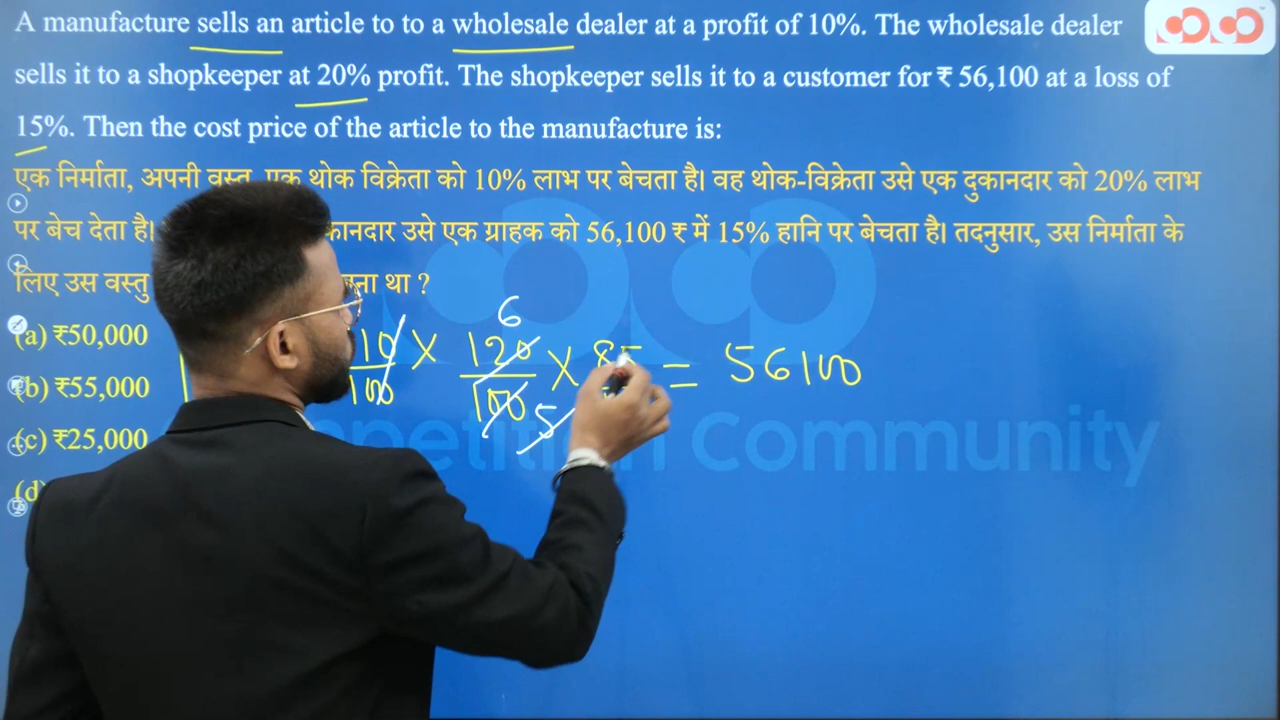 A manufacture sells an article to to a wholesale dealer at a profit of 10%. The wholesale dealer
sells it to a shopkeeper at 20% profit. The shopkeeper sells it to a customer for ₹ 56,100 at a loss of
15%. Then the cost price of the article to the manufacture is:
एक निर्माता, अपनी वस्तु एक थोक विक्रेता को 10% लाभ पर बेचता है। वह थोक-विक्रेता उसे एक दुकानदार को 20% लाभ
पर बेच देता है। उसे एक ग्राहक को 56,100 ₹ में 15% हानि पर बेचता है। तदनुसार, उस निर्माता के
लिए उस वस्तु था ?
(a) ₹50,000
(b) ₹55,000
(c) ₹25,000
(d)
6
110/100 × 120/100 × 85 = 56100
5
Community